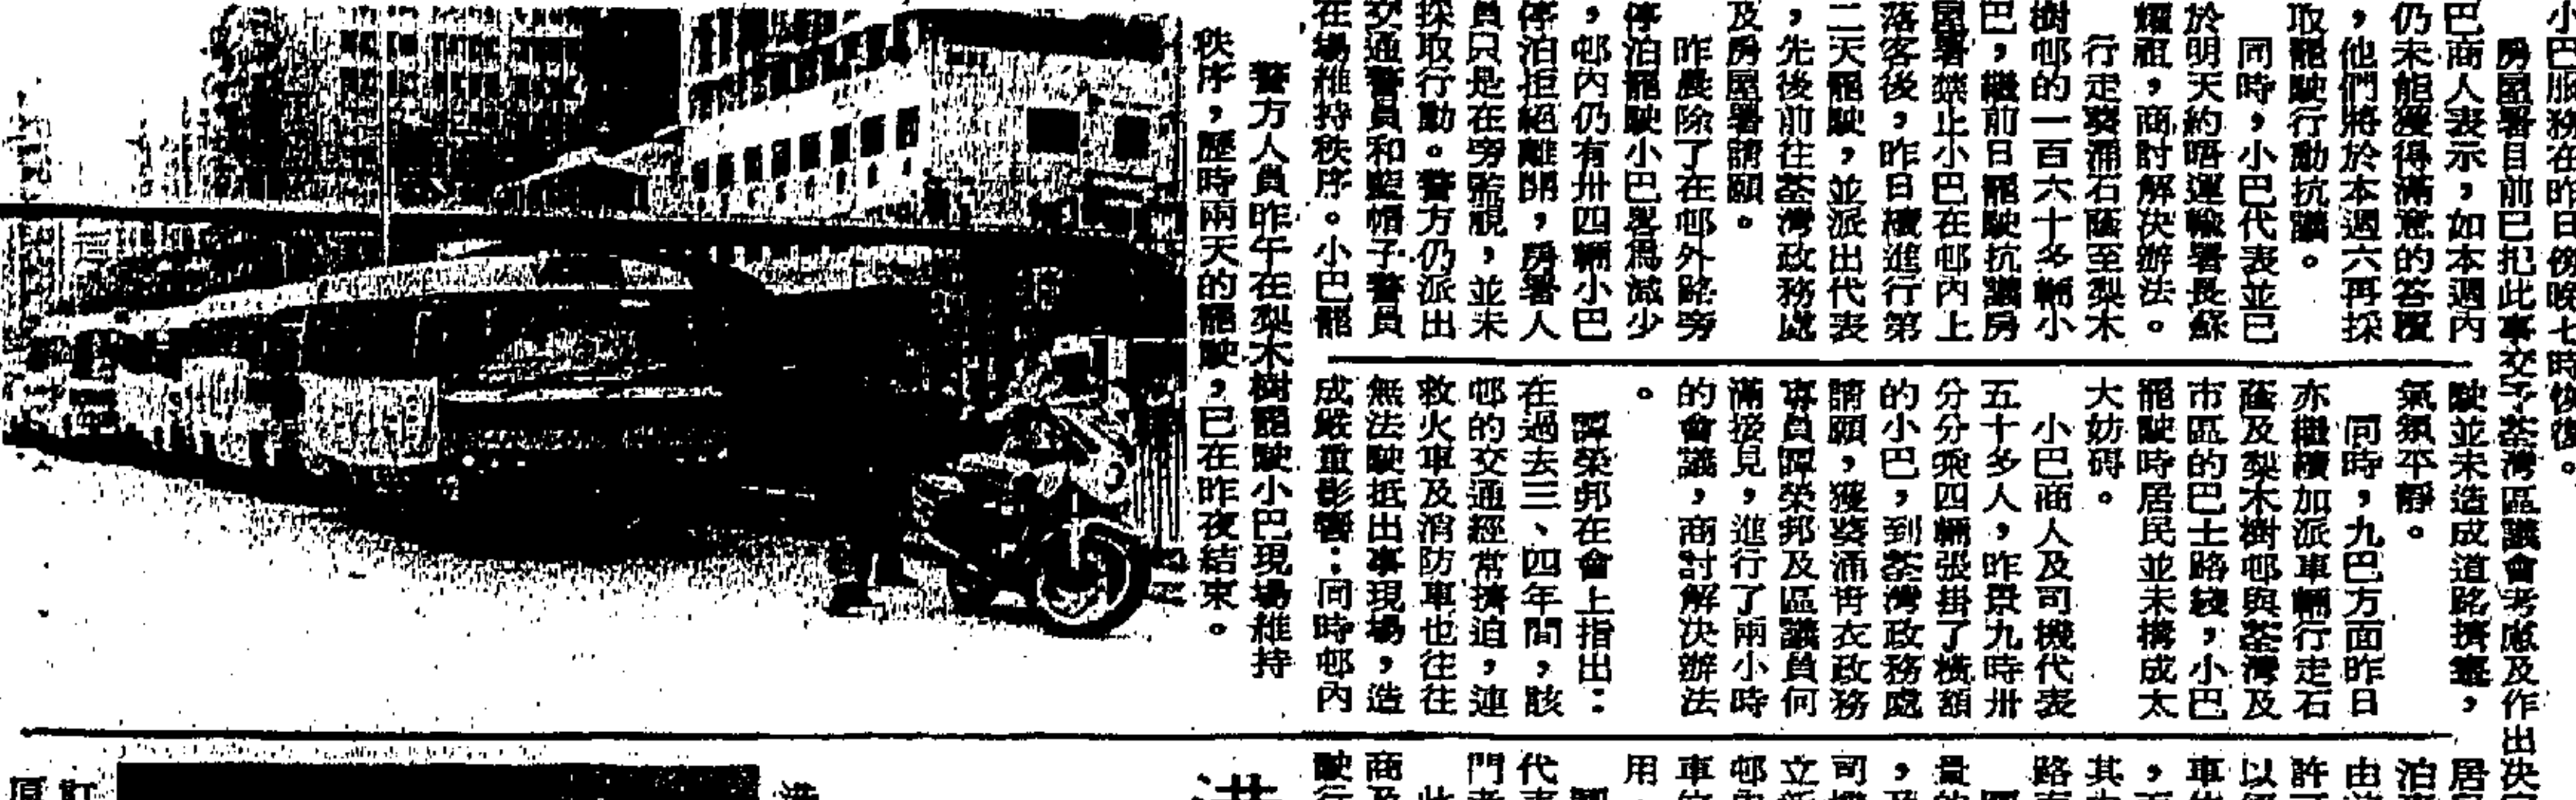 小巴服務在昨日傍晚七時恢復。
房屋署目前已把此事交予荃灣區議會考慮及作出決
巴商人表示，如本週內
仍未能獲得滿意的答覆
，他們將於本週六再採
取罷駛行動抗議。
同時，小巴代表並已
於明天約晤運輸署長蘇
耀祖，商討解決辦法。
行走葵涌石蔭至梨木
樹邨的一百六十多輛小
巴，繼前日罷駛抗議房
屋署禁止小巴在邨內上
落客後，昨日續進行第
二天罷駛，並派出代表
，先後前往荃灣政務處
及房屋署請願。
昨晨除了在邨外路旁
停泊罷駛小巴畧為減少
，邨內仍有卅四輛小巴
停泊拒絕離開，房署人
員只是在旁監視，並未
採取行動。警方仍派出
交通警員和藍帽子警員
在場維持秩序。小巴罷
駛並未造成道路擠塞，
氣氛平靜。
同時，九巴方面昨日
亦繼續加派車輛行走石
蔭及梨木樹邨與荃灣及
市區的巴士路綫，小巴
罷駛時居民並未構成太
大妨碍。
小巴商人及司機代表
五十多人，昨晨九時卅
分分乘四輛張掛了橫額
的小巴，到荃灣政務處
請願，獲葵涌青衣政務
專員譚榮邦及區議員何
滿接見，進行了兩小時
的會議，商討解決辦法
。
譚榮邦在會上指出：
在過去三、四年間，該
邨的交通經常擠迫，連
救火車及消防車也往往
無法駛抵出事現場，造
成嚴重影響；同時邨內
警方人員昨午在梨木樹罷駛小巴現場維持
秩序，歷時兩天的罷駛，已在昨夜結束。